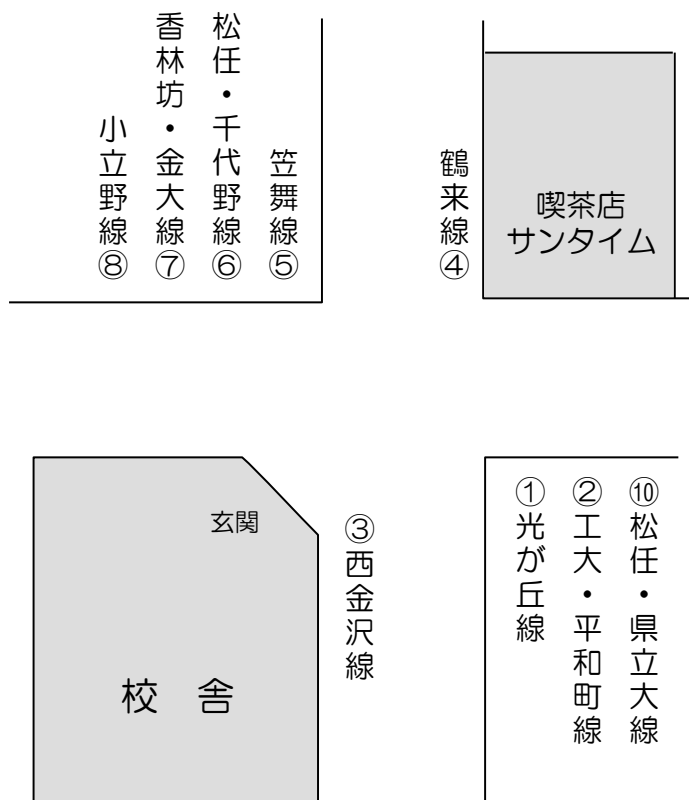 小立野線⑧
香林坊・金大線⑦
松任・千代野線⑥
笠舞線⑤
鶴来線④
喫茶店
サンタイム
玄関
校舎
③西金沢線
①光が丘線
②工大・平和町線
⑩松任・県立大線